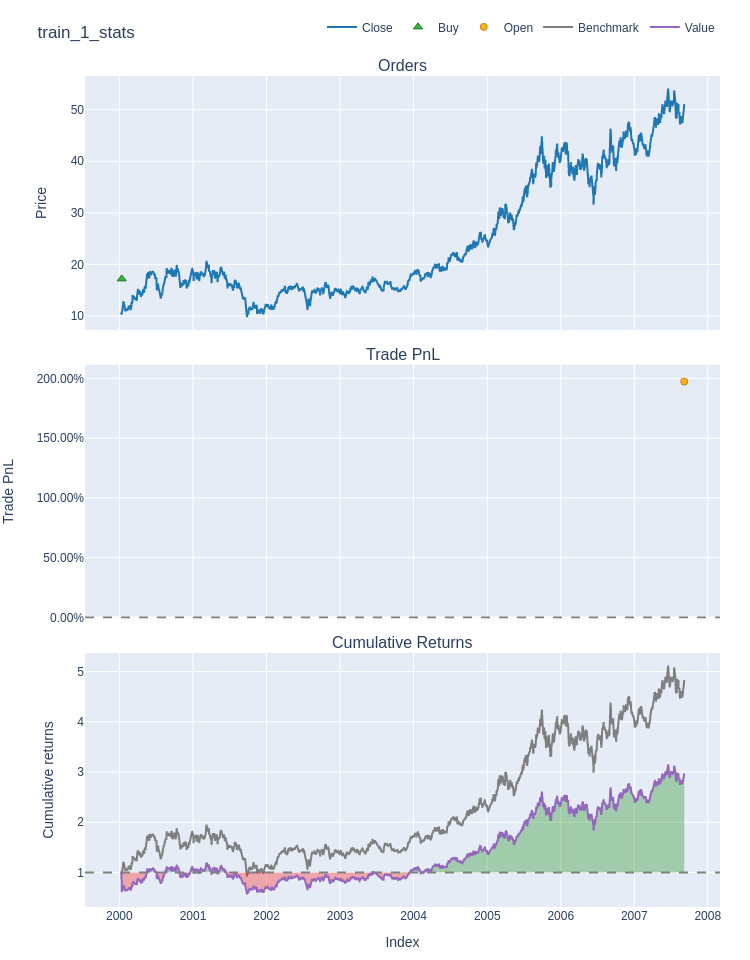 train_1_stats
Close Buy Open Benchmark Value
Orders
50
40
30
20
10
Price
Trade PnL
200.00%
150.00%
100.00%
50.00%
0.00%
Trade PnL
Cumulative Returns
5
4
3
2
1
Cumulative returns
2000 2001 2002 2003 2004 2005 2006 2007 2008
Index